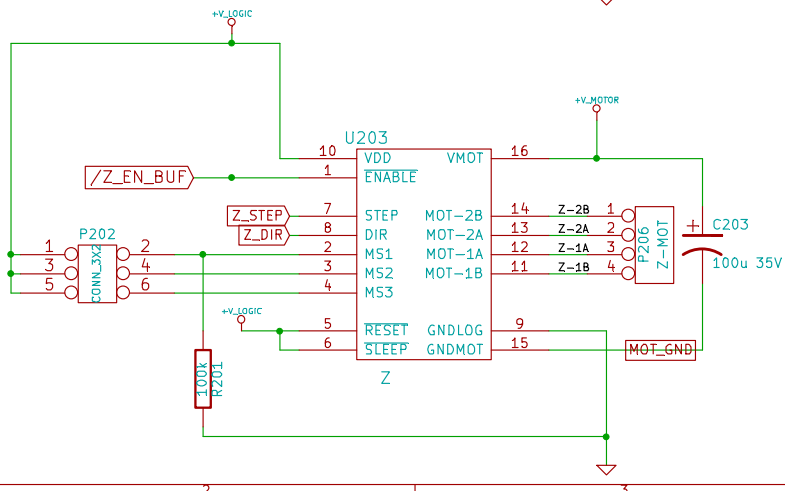 +V_LOGIC
+V_MOTOR
U203
10 VDD VMOT 16
/Z_EN_BUF 1 ENABLE
Z_STEP 7 STEP MOT-2B 14 Z-2B 1
Z_DIR 8 DIR MOT-2A 13 Z-2A 2
2 MS1 MOT-1A 12 Z-1A 3
3 MS2 MOT-1B 11 Z-1B 4
4 MS3
P206
Z-MOT
C203
100u 35V
P202
1 2
3 4
5 6
CONN_3X2
+V_LOGIC
5 RESET GNDLOG 9
6 SLEEP GNDMOT 15
MOT_GND
Z
100k
R201
2 3